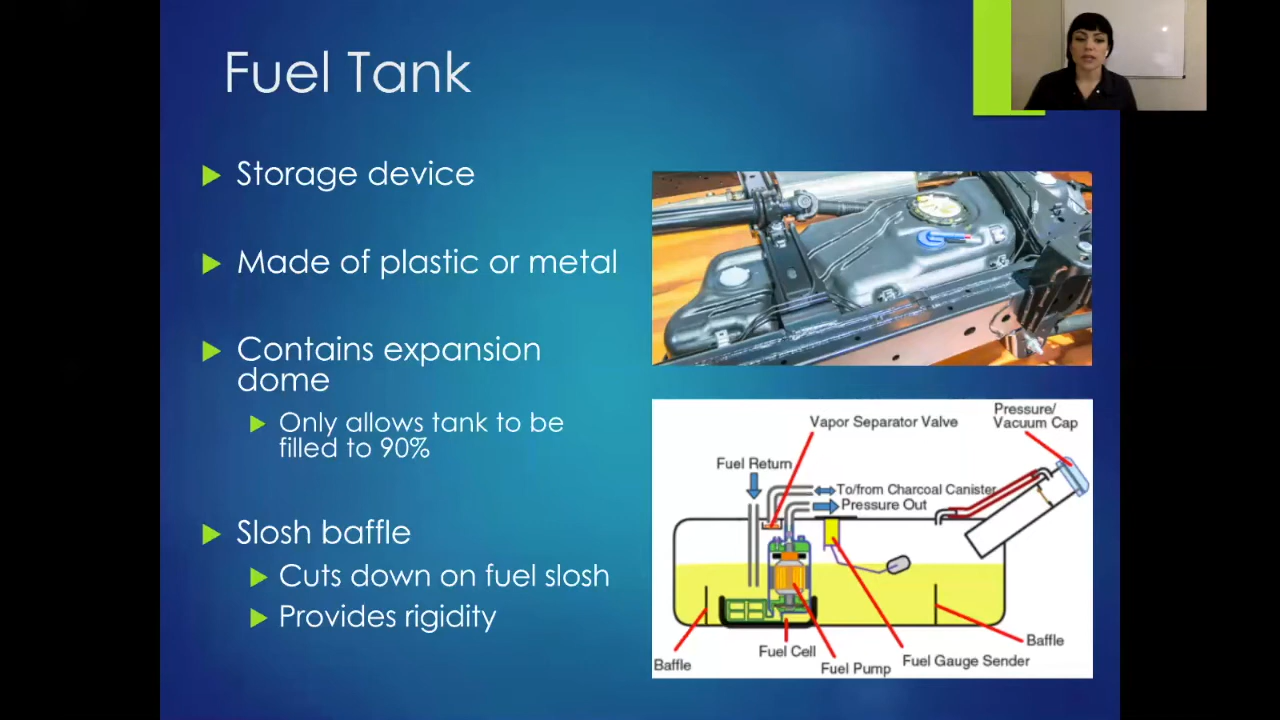 Fuel Tank
Storage device
Made of plastic or metal
Contains expansion
dome
Only allows tank to be
filled to 90%
Slosh baffle
Cuts down on fuel slosh
Provides rigidity
Pressure/
Vacuum Cap
Vapor Separator Valve
Fuel Return
To/from Charcoal Canister
Pressure Out
Baffle
Fuel Cell
Fuel Pump
Fuel Gauge Sender
Baffle